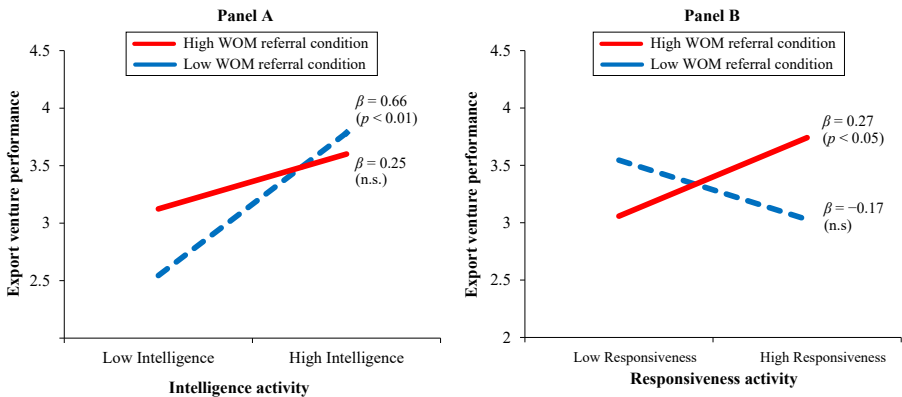 Panel A
High WOM referral condition
Low WOM referral condition
4.5
4
3.5
3
2.5
Export venture performance
β = 0.66
(p < 0.01)
β = 0.25
(n.s.)
Low Intelligence
High Intelligence
Intelligence activity
Panel B
High WOM referral condition
Low WOM referral condition
4.5
4
3.5
3
2.5
2
Export venture performance
β = 0.27
(p < 0.05)
β = −0.17
(n.s)
Low Responsiveness
High Responsiveness
Responsiveness activity